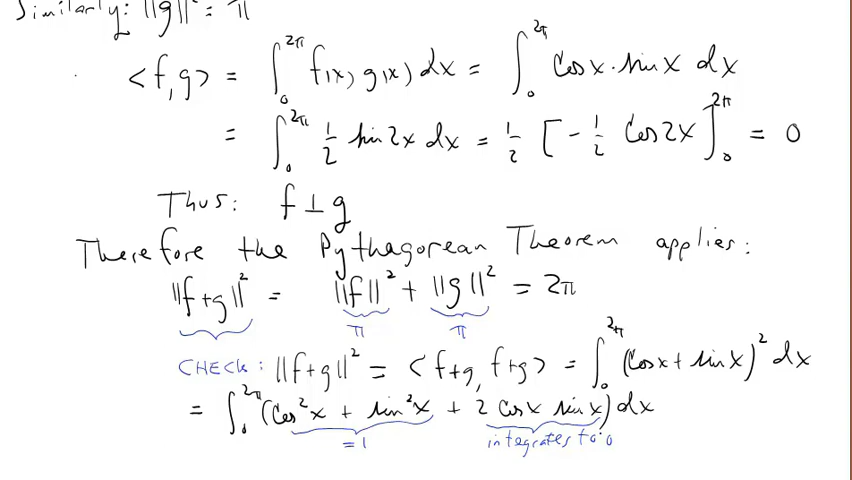 Similarly: ||g||² = π
<f,g> = ∫₀^{2π} f(x) g(x) dx = ∫₀^{2π} cos x · sin x dx
= ∫₀^{2π} 1/2 sin 2x dx = 1/2 [ - 1/2 cos 2x ]₀^{2π} = 0
Thus: f ⊥ g
Therefore the Pythagorean Theorem applies:
||f+g||² = ||f||² + ||g||² = 2π
π π
CHECK: ||f+g||² = <f+g, f+g> = ∫₀^{2π} (cos x + sin x)² dx
= ∫₀^{2π} (cos² x + sin² x + 2 cos x sin x) dx
= 1 integrates to 0